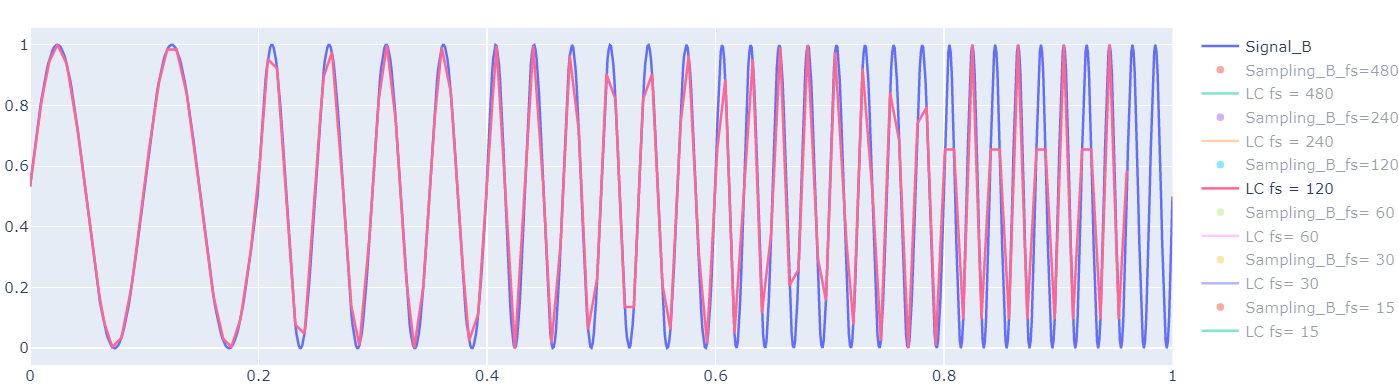 1
0.8
0.6
0.4
0.2
0
0
0.2
0.4
0.6
0.8
1
Signal_B
Sampling_B_fs=480
LC fs = 480
Sampling_B_fs=240
LC fs = 240
Sampling_B_fs=120
LC fs = 120
Sampling_B_fs= 60
LC fs= 60
Sampling_B_fs= 30
LC fs= 30
Sampling_B_fs= 15
LC fs= 15